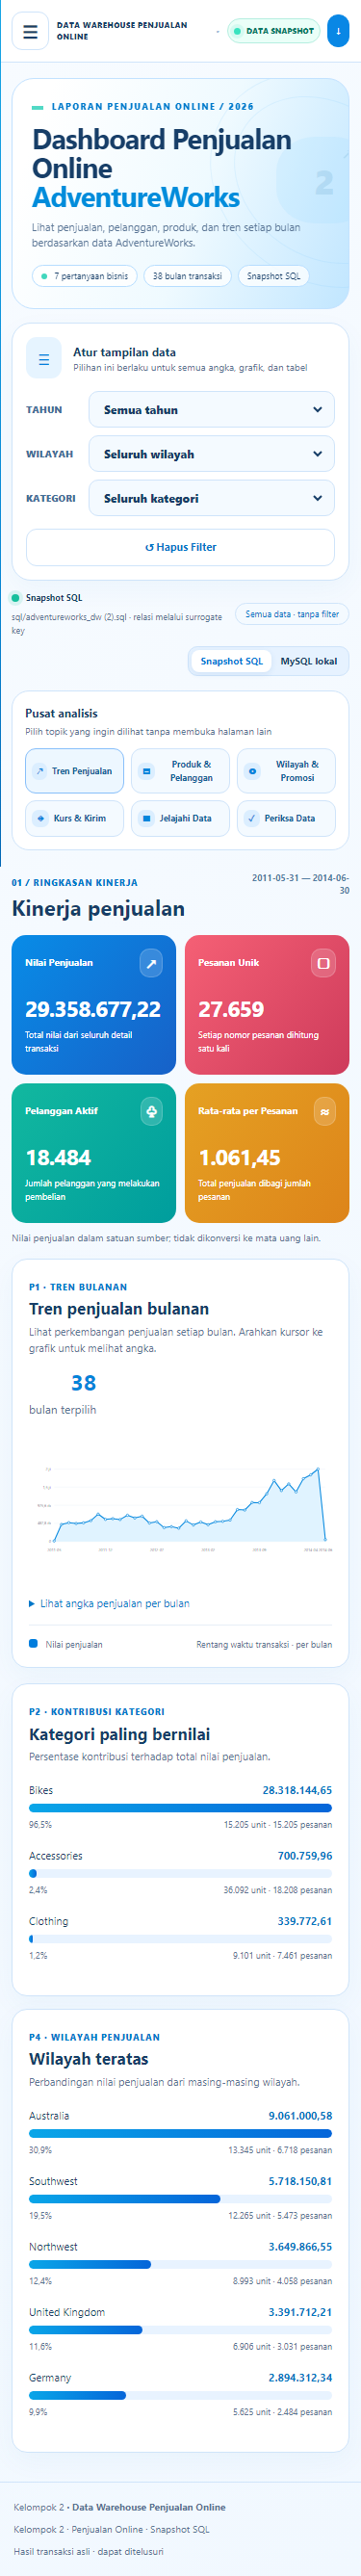 DATA WAREHOUSE PENJUALAN
ONLINE
DATA SNAPSHOT
LAPORAN PENJUALAN ONLINE / 2026
Dashboard Penjualan
Online
AdventureWorks
2
Lihat penjualan, pelanggan, produk, dan tren setiap bulan
berdasarkan data AdventureWorks.
7 pertanyaan bisnis
38 bulan transaksi
Snapshot SQL
Atur tampilan data
Pilihan ini berlaku untuk semua angka, grafik, dan tabel
TAHUN
Semua tahun
WILAYAH
Seluruh wilayah
KATEGORI
Seluruh kategori
↺ Hapus Filter
Snapshot SQL
sql/adventureworks_dw (2).sql · relasi melalui surrogate
key
Semua data · tanpa filter
Snapshot SQL
MySQL lokal
Pusat analisis
Pilih topik yang ingin dilihat tanpa membuka halaman lain
Tren Penjualan
Produk &
Pelanggan
Wilayah &
Promosi
Kurs & Kirim
Jelajahi Data
Periksa Data
01 / RINGKASAN KINERJA
2011-05-31 — 2014-06-
30
Kinerja penjualan
Nilai Penjualan
29.358.677,22
Total nilai dari seluruh detail
transaksi
Pesanan Unik
27.659
Setiap nomor pesanan dihitung
satu kali
Pelanggan Aktif
18.484
Jumlah pelanggan yang melakukan
pembelian
Rata-rata per Pesanan
1.061,45
Total penjualan dibagi jumlah
pesanan
Nilai penjualan dalam satuan sumber; tidak dikonversi ke mata uang lain.
P1 · TREN BULANAN
Tren penjualan bulanan
Lihat perkembangan penjualan setiap bulan. Arahkan kursor ke
grafik untuk melihat angka.
38
bulan terpilih
Lihat angka penjualan per bulan
Nilai penjualan
Rentang waktu transaksi · per bulan
P2 · KONTRIBUSI KATEGORI
Kategori paling bernilai
Persentase kontribusi terhadap total nilai penjualan.
Bikes
28.318.144,65
96,5%
15.205 unit · 15.205 pesanan
Accessories
700.759,96
2,4%
36.092 unit · 18.208 pesanan
Clothing
339.772,61
1,2%
9.101 unit · 7.461 pesanan
P4 · WILAYAH PENJUALAN
Wilayah teratas
Perbandingan nilai penjualan dari masing-masing wilayah.
Australia
9.061.000,58
30,9%
13.345 unit · 6.718 pesanan
Southwest
5.718.150,81
19,5%
12.265 unit · 5.473 pesanan
Northwest
3.649.866,55
12,4%
8.993 unit · 4.058 pesanan
United Kingdom
3.391.712,21
11,6%
6.906 unit · 3.031 pesanan
Germany
2.894.312,34
9,9%
5.625 unit · 2.484 pesanan
Kelompok 2 · Data Warehouse Penjualan Online
Kelompok 2 · Penjualan Online · Snapshot SQL
Hasil transaksi asli · dapat ditelusuri